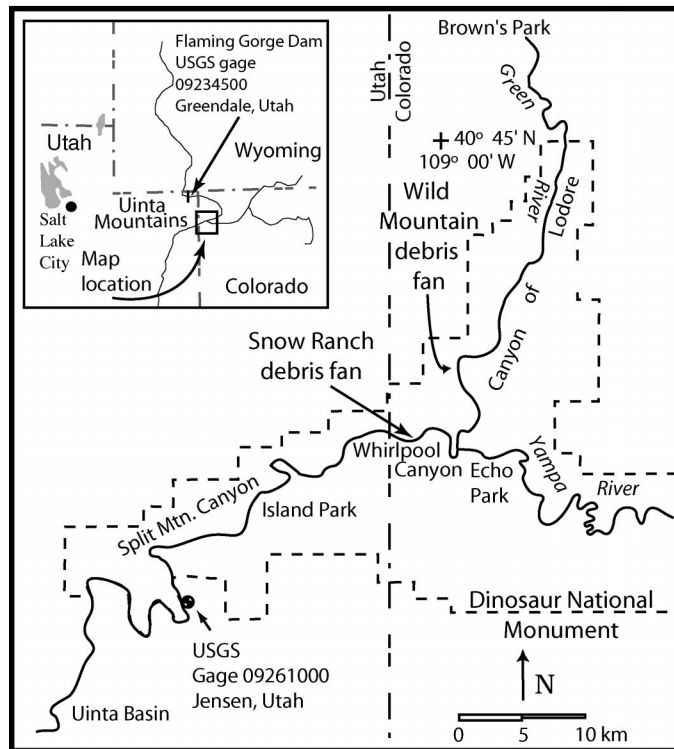 Flaming Gorge Dam
USGS gage
09234500
Greendale, Utah
Utah
Wyoming
Uinta
Mountains
Salt
Lake
City
Map
location
Colorado
Brown's Park
Utah
Colorado
Green
River
40º 45' N
109º 00' W
Wild
Mountain
debris
fan
Canyon of Lodore
Snow Ranch
debris fan
Whirlpool
Canyon
Echo
Park
Yampa
River
Split Mtn. Canyon
Island Park
Dinosaur National
Monument
USGS
Gage 09261000
Jensen, Utah
Uinta Basin
N
0 5 10 km